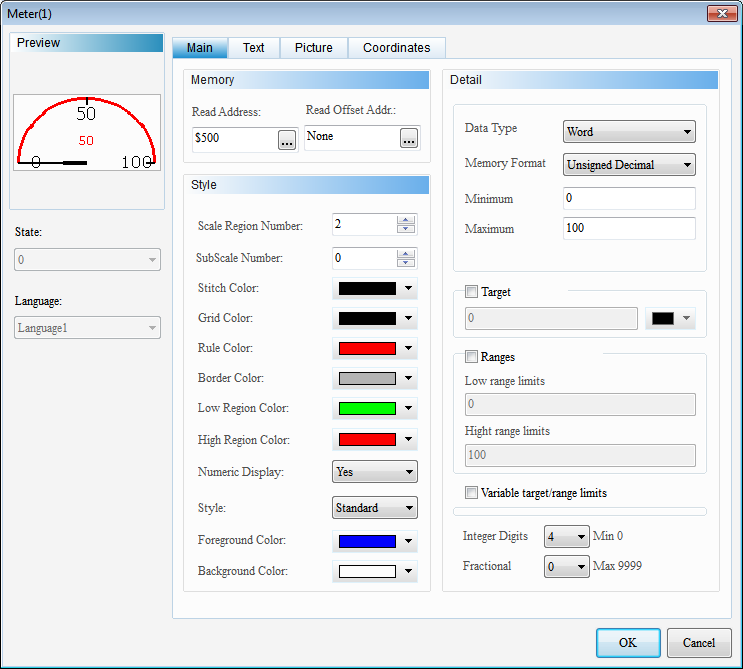 Meter(1)
Preview
50
50
0
100
State:
0
Language:
Language1
Main Text Picture Coordinates
Memory
Read Address: Read Offset Addr.:
$500 ... None ...
Style
Scale Region Number: 2
SubScale Number: 0
Stitch Color:
Grid Color:
Rule Color:
Border Color:
Low Region Color:
High Region Color:
Numeric Display: Yes
Style: Standard
Foreground Color:
Background Color:
Detail
Data Type Word
Memory Format Unsigned Decimal
Minimum 0
Maximum 100
Target
0
Ranges
Low range limits
0
Hight range limits
100
Variable target/range limits
Integer Digits 4 Min 0
Fractional 0 Max 9999
OK Cancel